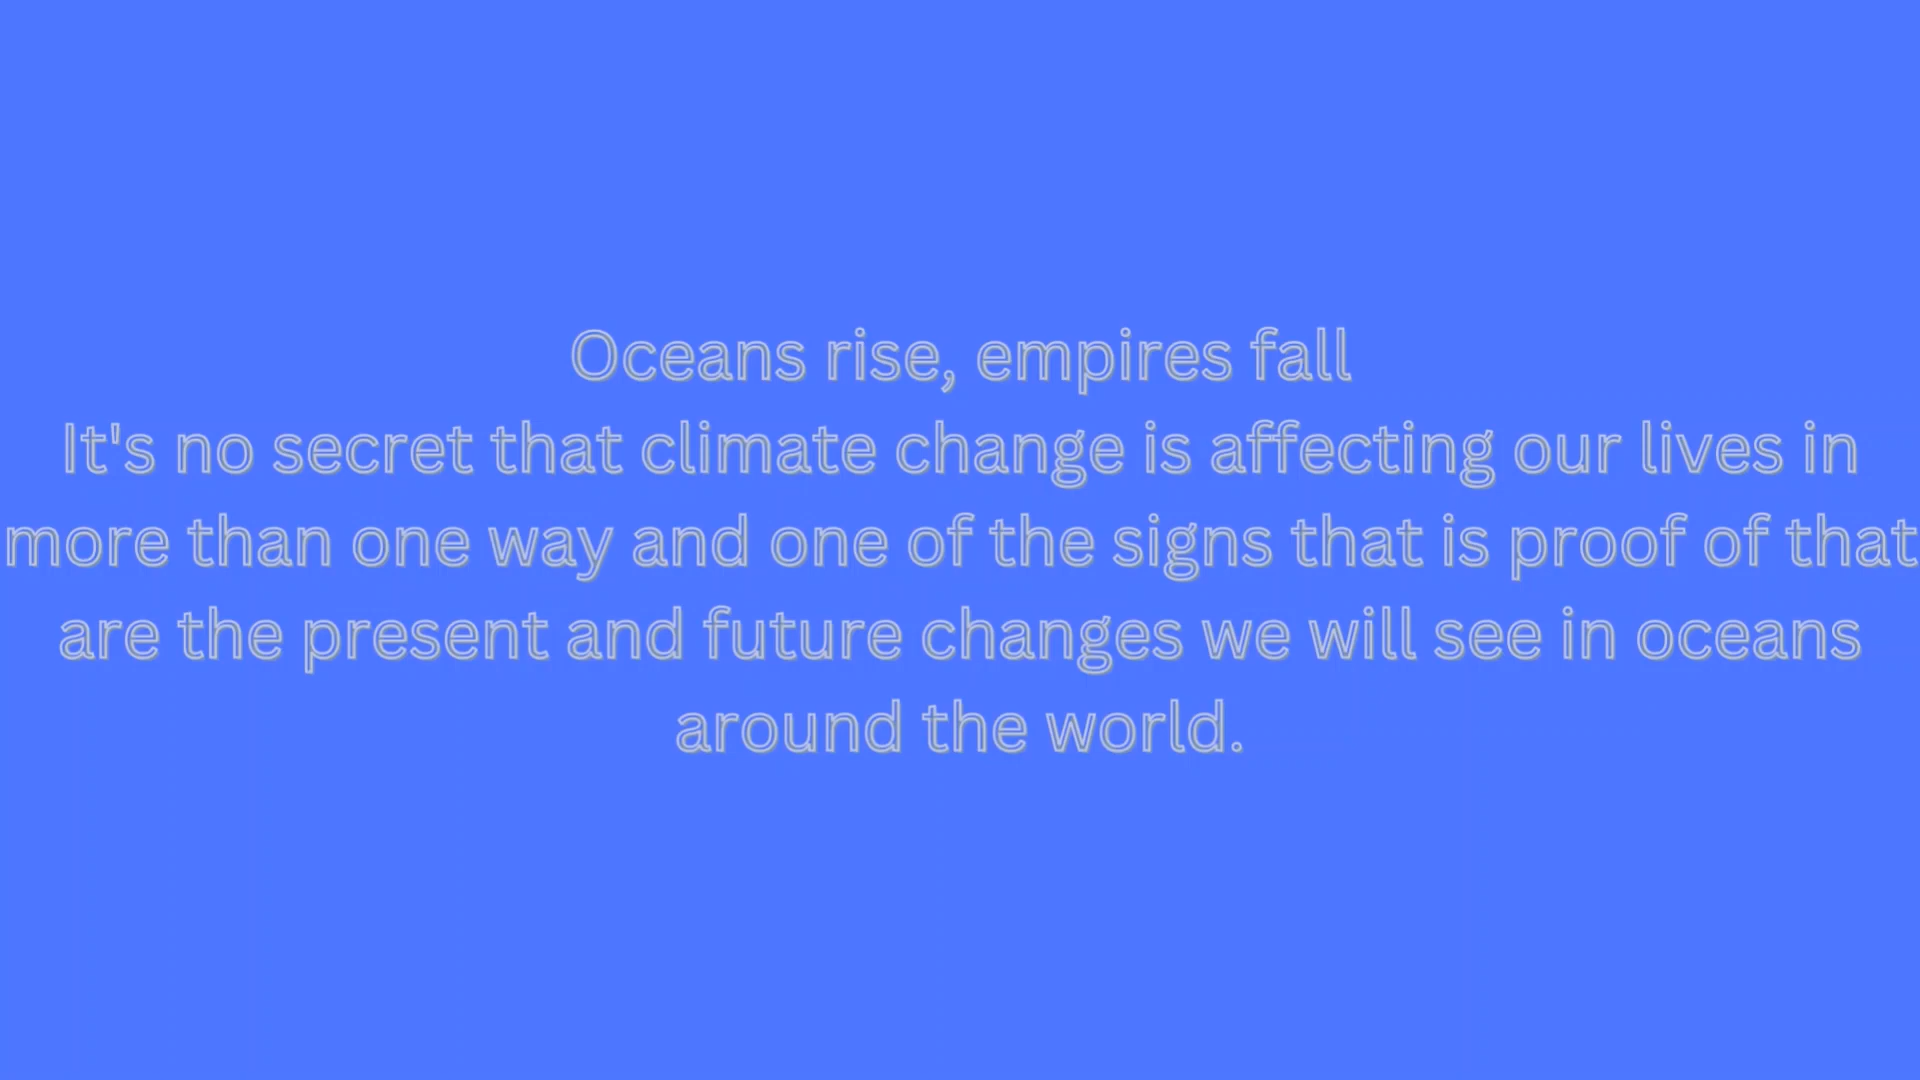 Oceans rise, empires fall
It's no secret that climate change is affecting our lives in
more than one way and one of the signs that is proof of that
are the present and future changes we will see in oceans
around the world.